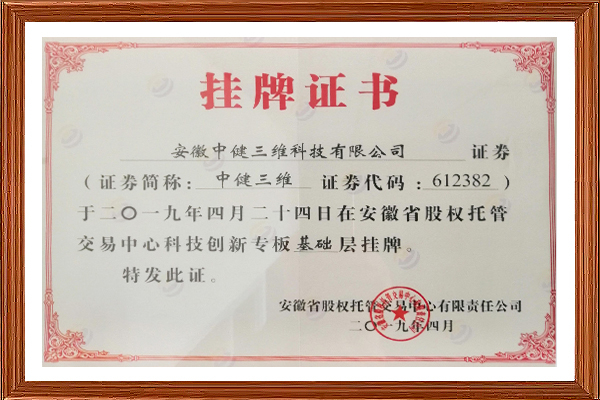 挂牌证书
安徽中健三维科技有限公司 证券
（证券简称：中健三维 证券代码：612382）
于二〇一九年四月二十四日在安徽省股权托管
交易中心科技创新专板基础层挂牌。
特发此证。
安徽省股权托管交易中心有限责任公司
二〇一九年四月